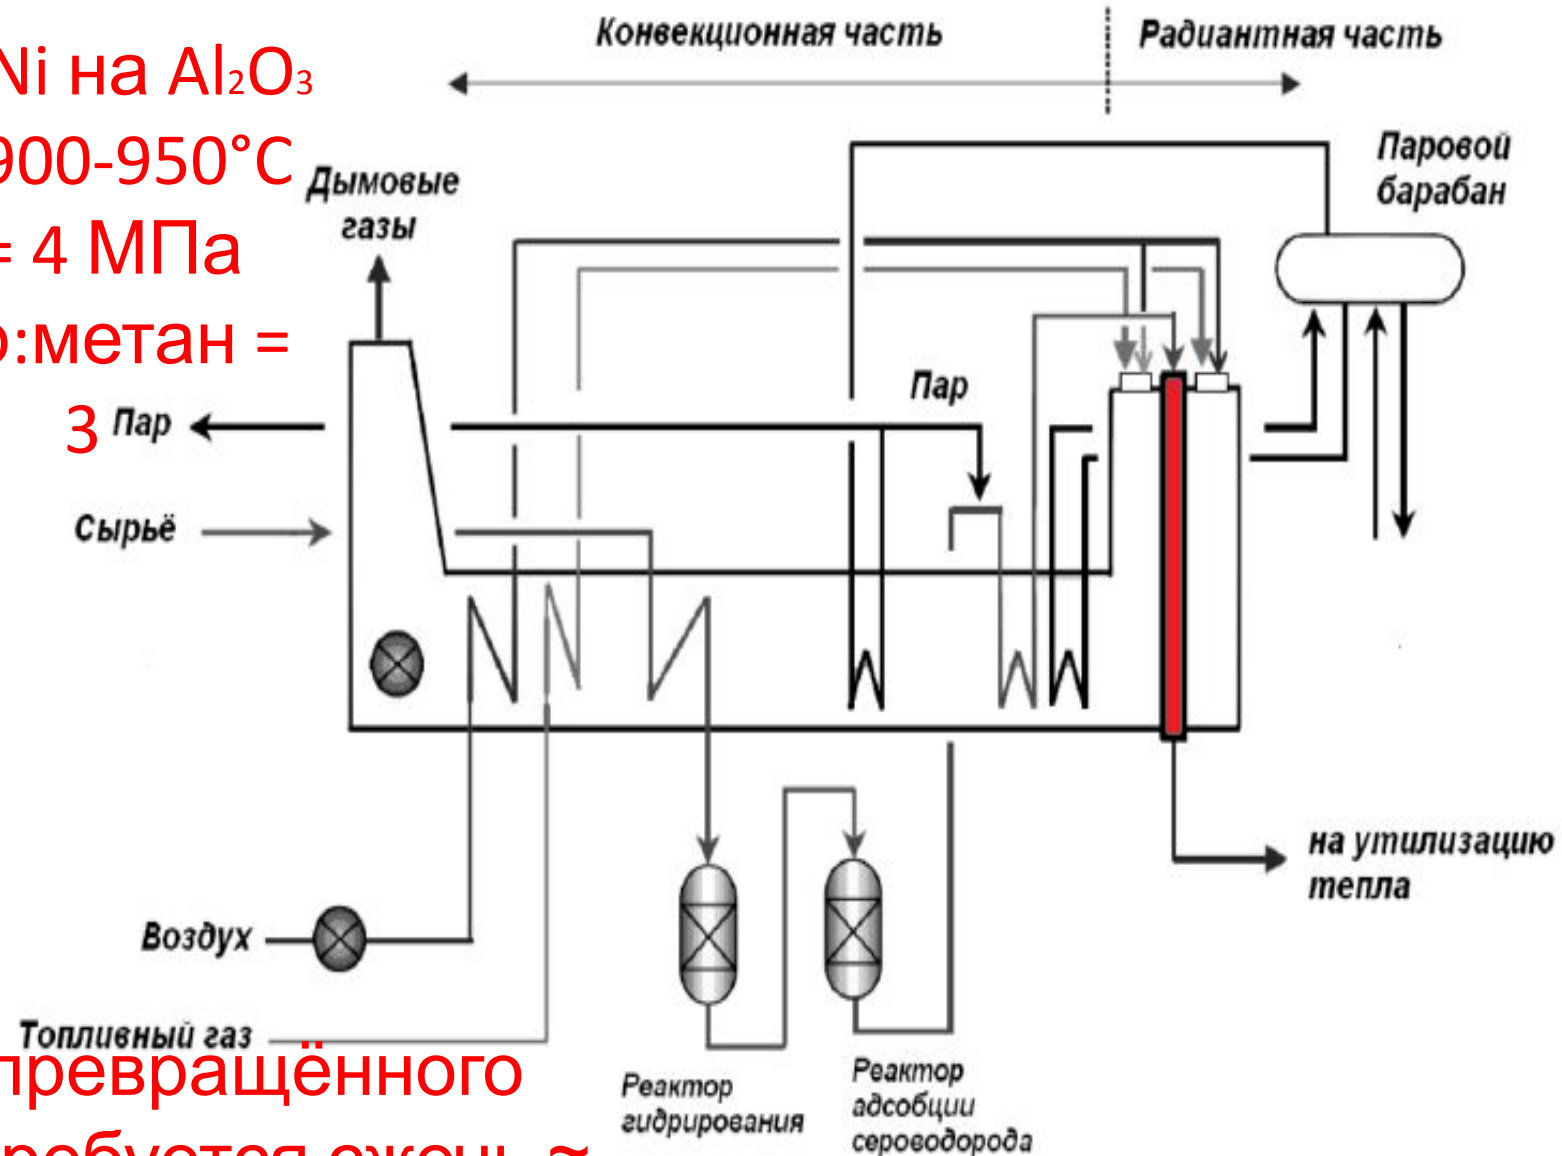 Конвекционная часть
Радиантная часть
Ni на Al₂O₃
900-950°C
= 4 МПа
:метан =
3
Дымовые
газы
Паровой
барабан
Пар
Пар
Сырьё
на утилизацию
тепла
Воздух
Топливный газ
превращённого
Реактор
гидрирования
Реактор
адсобции
сероводорода
≈